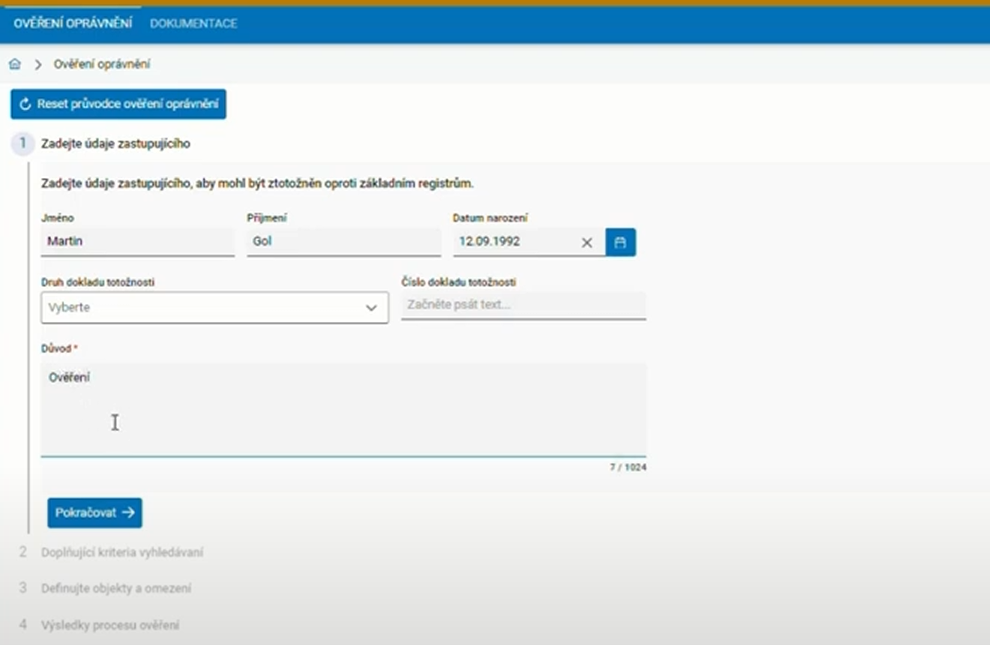 OVĚŘENÍ OPRÁVNĚNÍ DOKUMENTACE
Ověření oprávnění
Reset průvodce ověření oprávnění
1 Zadejte údaje zastupujícího
Zadejte údaje zastupujícího, aby mohl být ztotožněn oproti základním registrům.
Jméno Příjmení Datum narození
Martin Gol 12.09.1992
Druh dokladu totožnosti Číslo dokladu totožnosti
Vyberte Začněte psát text...
Důvod *
Ověření
7 / 1024
Pokračovat
2 Doplňující kriteria vyhledávaní
3 Definujte objekty a omezení
4 Výsledky procesu ověření